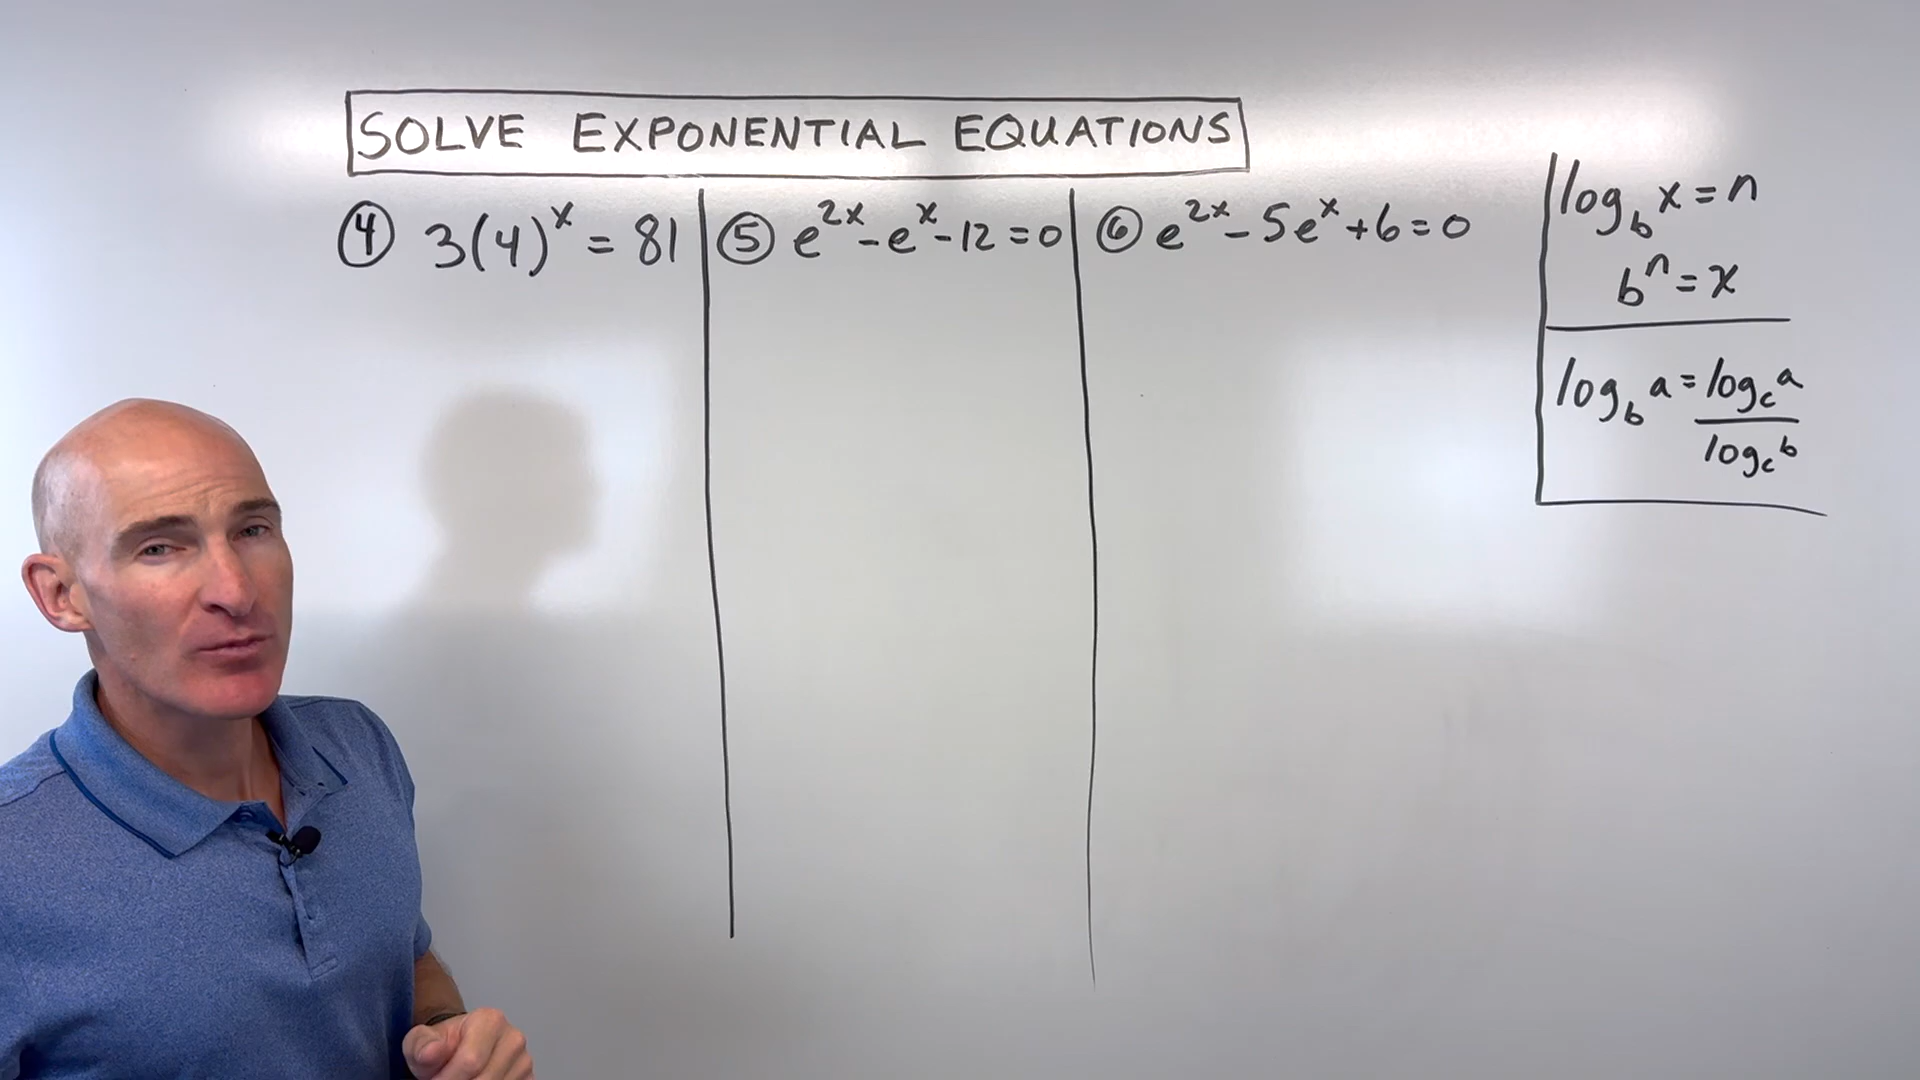 SOLVE EXPONENTIAL EQUATIONS
④ 3(4)^x = 81
⑤ e^{2x} - e^x - 12 = 0
⑥ e^{2x} - 5e^x + 6 = 0
log_b x = n
b^n = x
log_b a = log_c a / log_c b